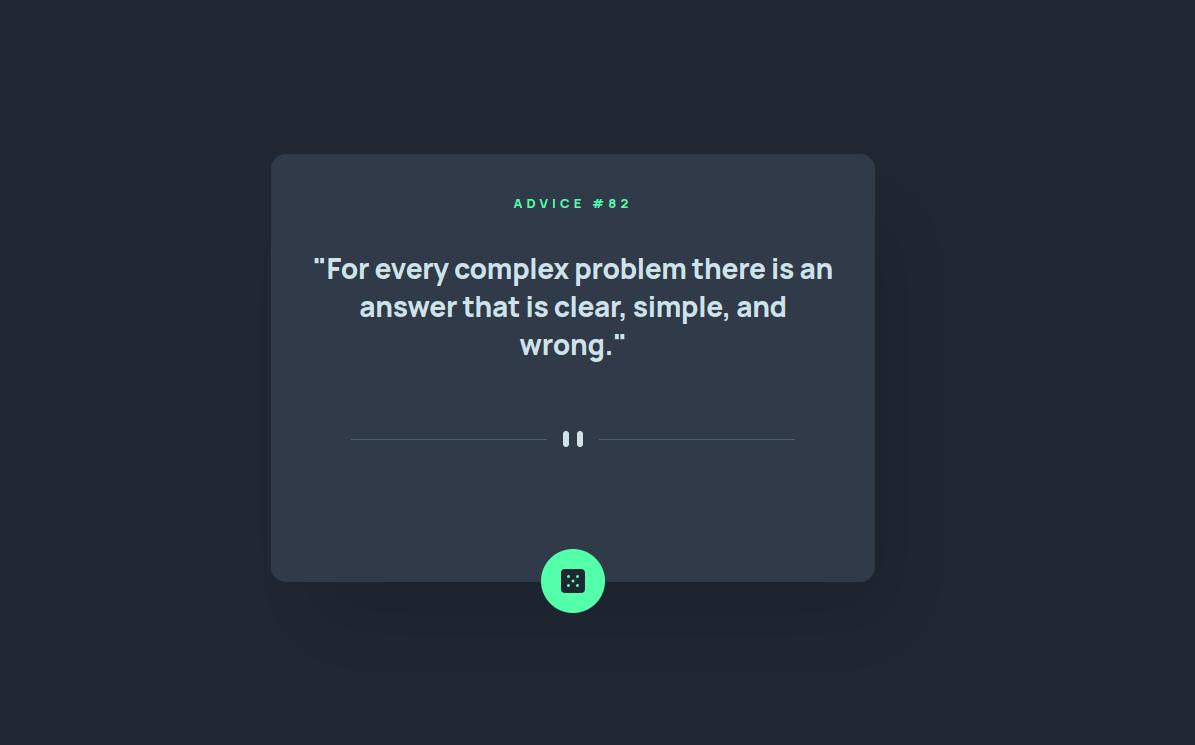 ADVICE #82
"For every complex problem there is an
answer that is clear, simple, and
wrong."